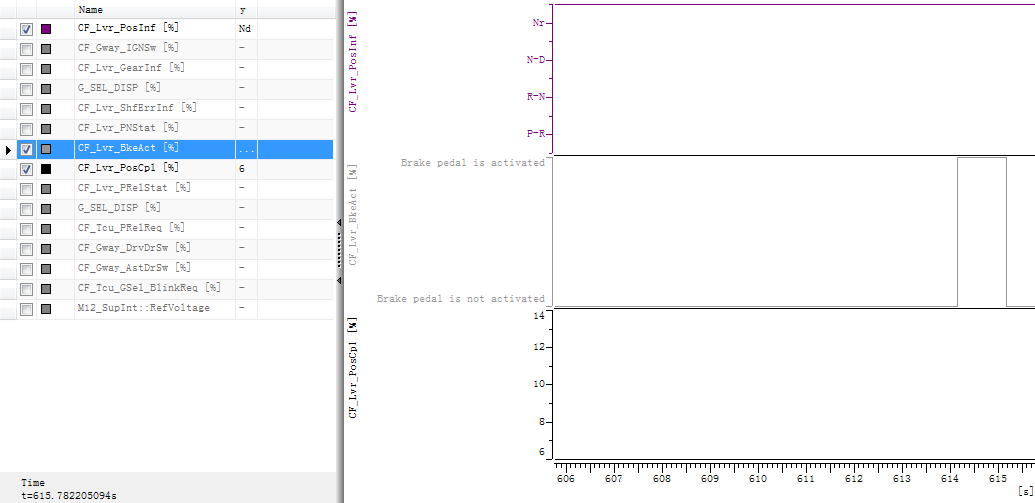 Name y
CF_Lvr_PosInf [%] Nd
CF_Gway_IGNSw [%] -
CF_Lvr_GearInf [%] -
G_SEL_DISP [%] -
CF_Lvr_ShfErrInf [%] -
CF_Lvr_PNStat [%] -
CF_Lvr_BkeAct [%] ...
CF_Lvr_PosCpl [%] 6
CF_Lvr_PRelStat [%] -
G_SEL_DISP [%] -
CF_Tcu_PRelReq [%] -
CF_Gway_DrvDrSw [%] -
CF_Gway_AstDrSw [%] -
CF_Tcu_GSel_BlinkReq [%] -
M12_SupInt::RefVoltage -
Time
t=615.782205094s
CF_Lvr_PosInf [%]
Nr
N-D
R-N
P-R
CF_Lvr_BkeAct [%]
Brake pedal is activated
Brake pedal is not activated
CF_Lvr_PosCpl [%]
14
12
10
8
6
606 607 608 609 610 611 612 613 614 615
[s]